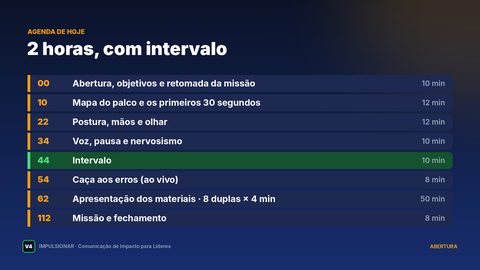 AGENDA DE HOJE
2 horas, com intervalo
00 Abertura, objetivos e retomada da missão 10 min
10 Mapa do palco e os primeiros 30 segundos 12 min
22 Postura, mãos e olhar 12 min
34 Voz, pausa e nervosismo 10 min
44 Intervalo 10 min
54 Caça aos erros (ao vivo) 8 min
62 Apresentação dos materiais · 8 duplas × 4 min 50 min
112 Missão e fechamento 8 min
V4 IMPULSIONAR · Comunicação de Impacto para Líderes ABERTURA